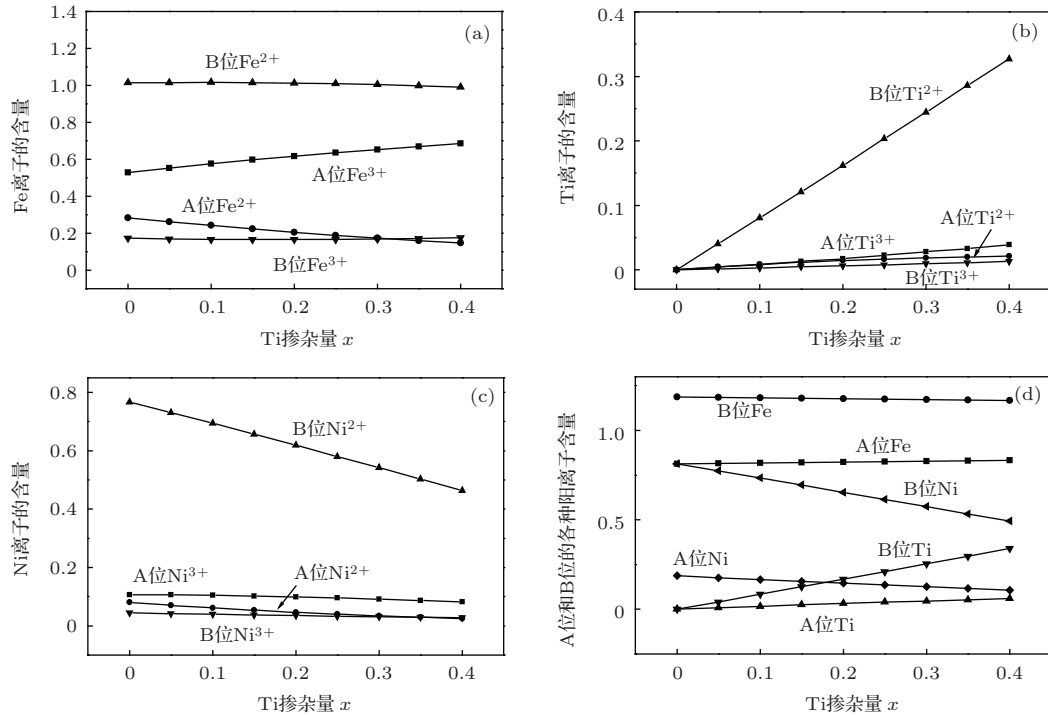 (a)
Fe离子的含量
1.4
1.2
1.0
0.8
0.6
0.4
0.2
0
B位Fe²⁺
A位Fe³⁺
A位Fe²⁺
B位Fe³⁺
0 0.1 0.2 0.3 0.4
Ti掺杂量 x
(b)
Ti离子的含量
0.3
0.2
0.1
0
B位Ti²⁺
A位Ti²⁺
A位Ti³⁺
B位Ti³⁺
0 0.1 0.2 0.3 0.4
Ti掺杂量 x
(c)
Ni离子的含量
0.8
0.6
0.4
0.2
0
B位Ni²⁺
A位Ni³⁺
A位Ni²⁺
B位Ni³⁺
0 0.1 0.2 0.3 0.4
Ti掺杂量 x
(d)
A位和B位的各种阳离子含量
1.0
0.5
0
B位Fe
A位Fe
B位Ni
B位Ti
A位Ni
A位Ti
0 0.1 0.2 0.3 0.4
Ti掺杂量 x